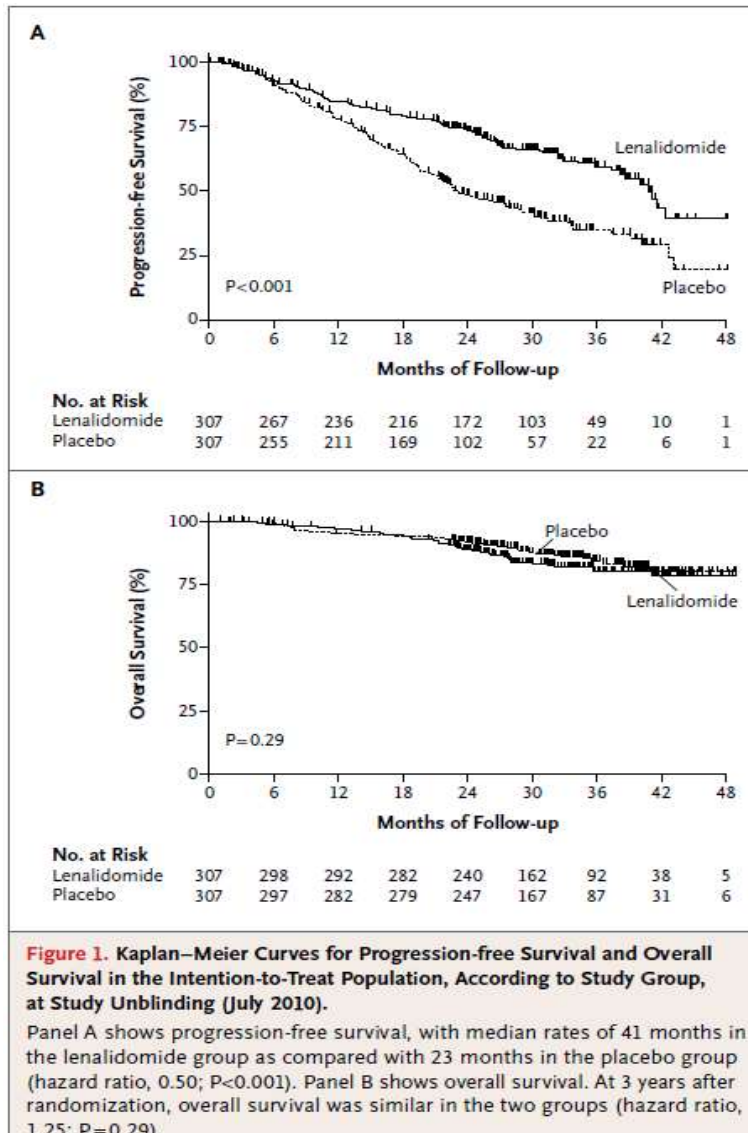 A
100
75
50
25
0
Progression-free Survival (%)
Lenalidomide
Placebo
P<0.001
0 6 12 18 24 30 36 42 48
Months of Follow-up
No. at Risk
Lenalidomide 307 267 236 216 172 103 49 10 1
Placebo 307 255 211 169 102 57 22 6 1
B
100
75
50
25
0
Overall Survival (%)
Placebo
Lenalidomide
P=0.29
0 6 12 18 24 30 36 42 48
Months of Follow-up
No. at Risk
Lenalidomide 307 298 292 282 240 162 92 38 5
Placebo 307 297 282 279 247 167 87 31 6
Figure 1. Kaplan–Meier Curves for Progression-free Survival and Overall
Survival in the Intention-to-Treat Population, According to Study Group,
at Study Unblinding (July 2010).
Panel A shows progression-free survival, with median rates of 41 months in
the lenalidomide group as compared with 23 months in the placebo group
(hazard ratio, 0.50; P<0.001). Panel B shows overall survival. At 3 years after
randomization, overall survival was similar in the two groups (hazard ratio,
1.25; P=0.29).